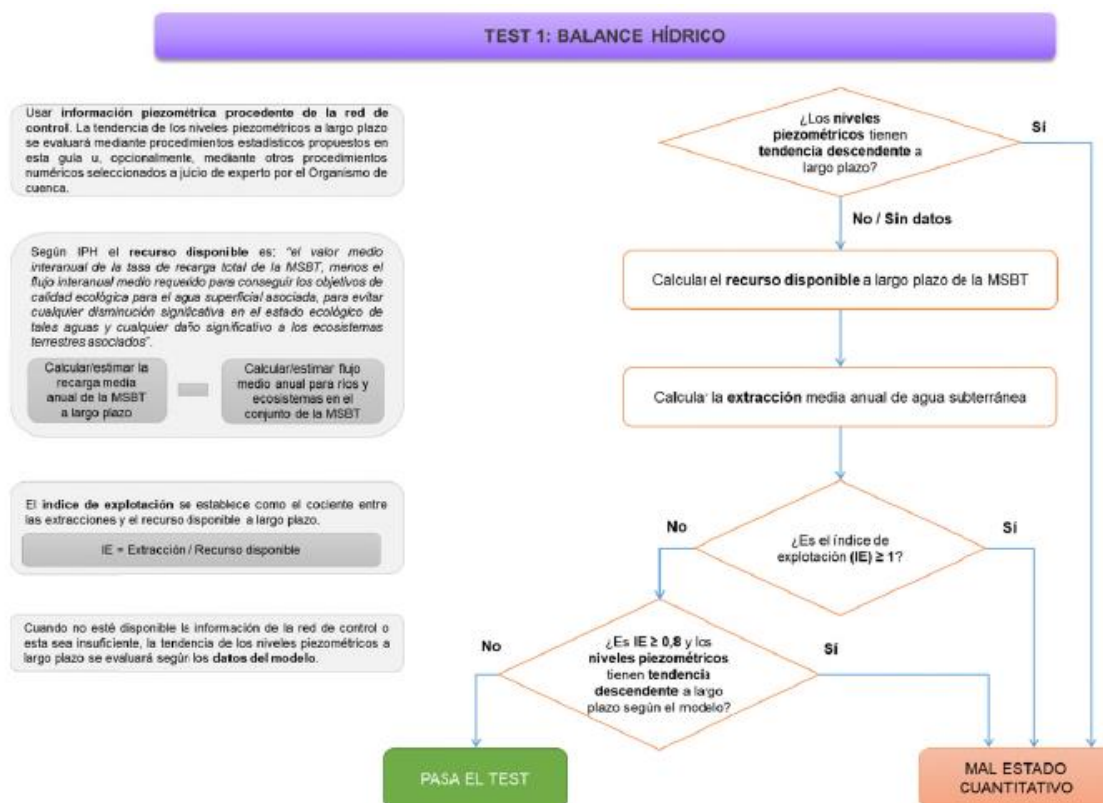 TEST 1: BALANCE HÍDRICO
Usar información piezométrica procedente de la red de
control. La tendencia de los niveles piezométricos a largo plazo
se evaluará mediante procedimientos estadísticos propuestos en
esta guía u, opcionalmente, mediante otros procedimientos
numéricos seleccionados a juicio de experto por el Organismo de
cuenca.
Según IPH el recurso disponible es: "el valor medio
interanual de la tasa de recarga total de la MSBT, menos el
flujo interanual medio requerido para conseguir los objetivos de
calidad ecológica para el agua superficial asociada, para evitar
cualquier disminución significativa en el estado ecológico de
tales aguas y cualquier daño significativo a los ecosistemas
terrestres asociados".
Calcular/estimar la
recarga media
anual de la MSBT
a largo plazo
Calcular/estimar flujo
medio anual para ríos y
ecosistemas en el
conjunto de la MSBT
El índice de explotación se establece como el cociente entre
las extracciones y el recurso disponible a largo plazo.
IE = Extracción / Recurso disponible
Cuando no esté disponible la información de la red de control o
esta sea insuficiente, la tendencia de los niveles piezométricos a
largo plazo se evaluará según los datos del modelo.
¿Los niveles
piezométricos tienen
tendencia descendente a
largo plazo?
Sí
No / Sin datos
Calcular el recurso disponible a largo plazo de la MSBT
Calcular la extracción media anual de agua subterránea
¿Es el índice de
explotación (IE) ≥ 1?
No
Sí
¿Es IE ≥ 0,8 y los
niveles piezométricos
tienen tendencia
descendente a largo
plazo según el modelo?
No
Sí
PASA EL TEST
MAL ESTADO
CUANTITATIVO